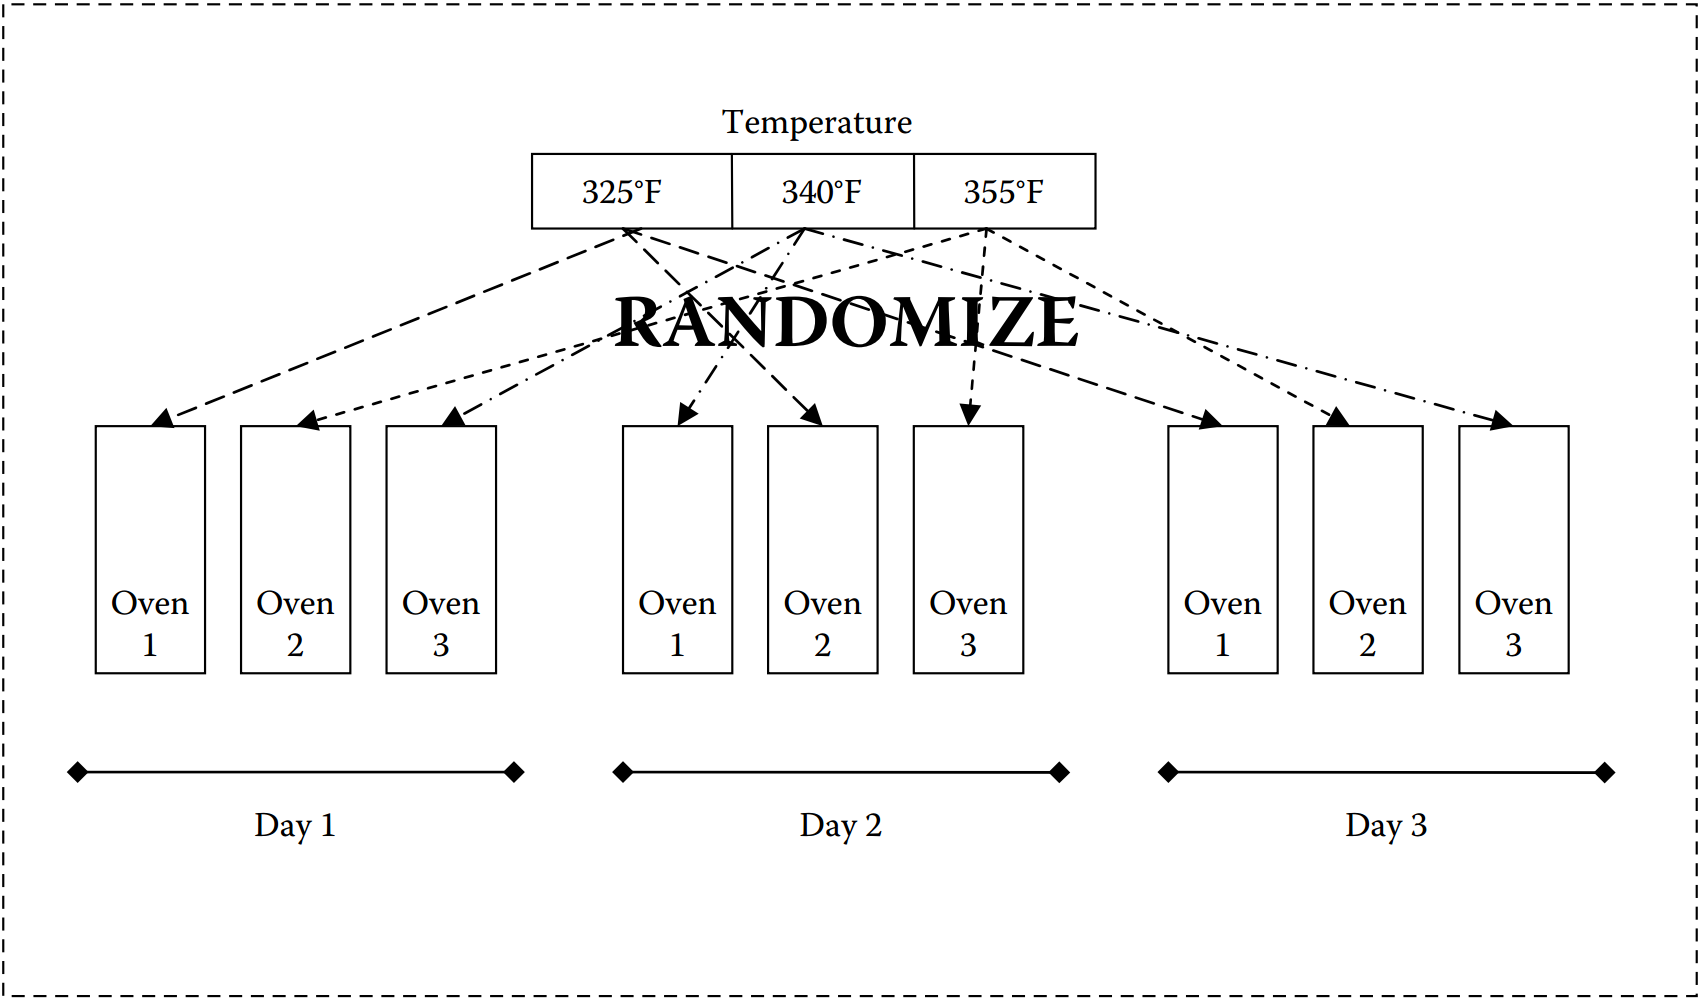 Temperature
325°F 340°F 355°F
RANDOMIZE
Oven Oven Oven Oven Oven Oven Oven Oven Oven
1 2 3 1 2 3 1 2 3
Day 1 Day 2 Day 3